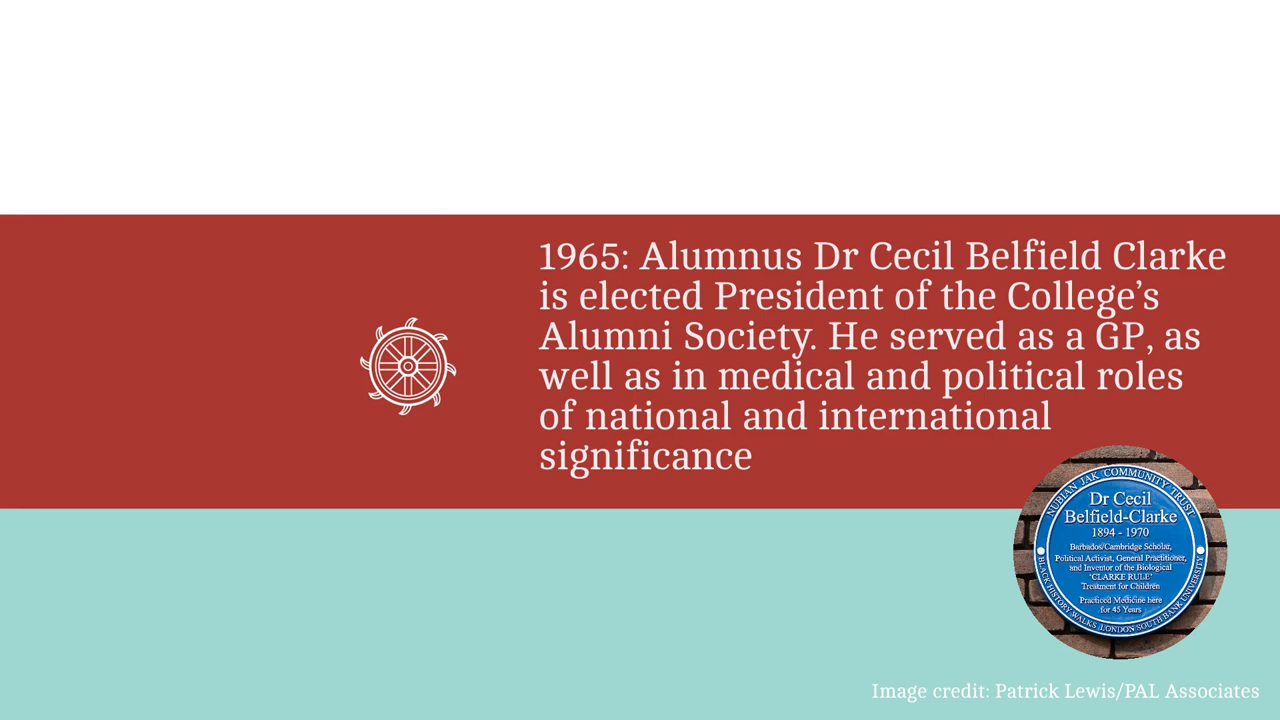 1965: Alumnus Dr Cecil Belfield Clarke
is elected President of the College’s
Alumni Society. He served as a GP, as
well as in medical and political roles
of national and international
significance
NUBIAN JAK COMMUNITY TRUST
Dr Cecil
Belfield-Clarke
1894 - 1970
Barbados/Cambridge Scholar,
Political Activist, General Practitioner,
and Inventor of the Biological
‘CLARKE RULE’
Treatment for Children
Practiced Medicine here
for 45 Years
BLACK HISTORY WALKS LONDON SOUTH BANK UNIVERSITY
Image credit: Patrick Lewis/PAL Associates